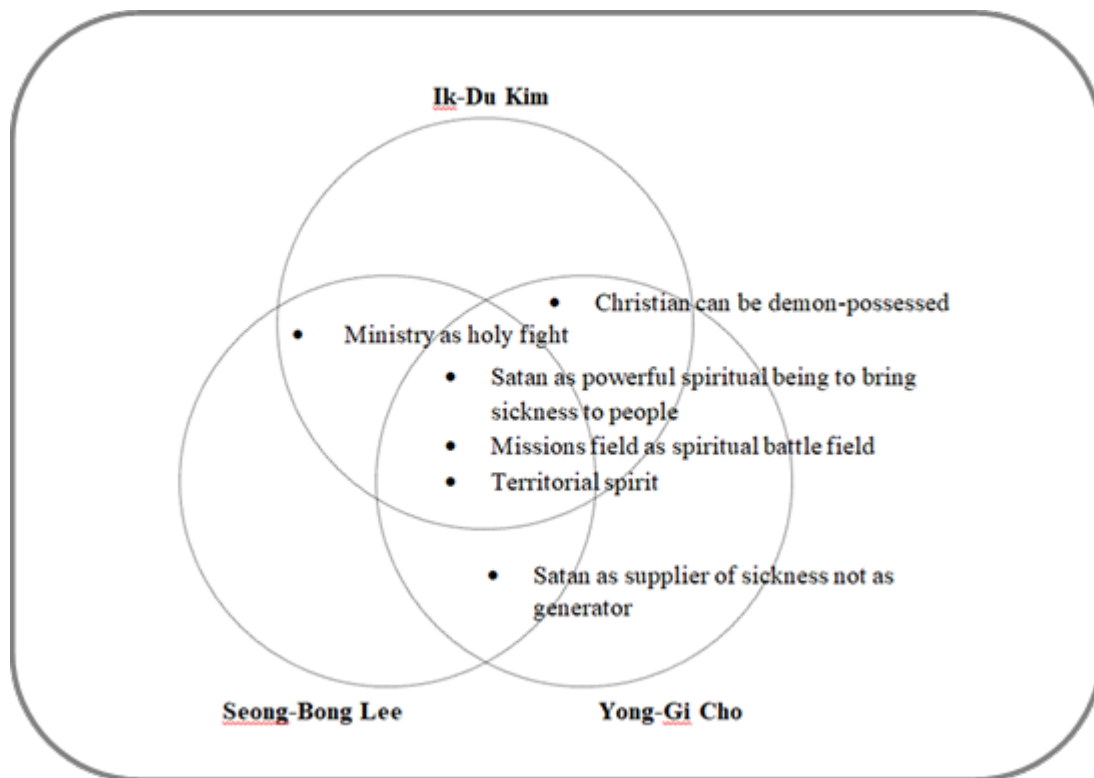 Ik-Du Kim
• Christian can be demon-possessed
• Ministry as holy fight
• Satan as powerful spiritual being to bring
sickness to people
• Missions field as spiritual battle field
• Territorial spirit
• Satan as supplier of sickness not as
generator
Seong-Bong Lee
Yong-Gi Cho